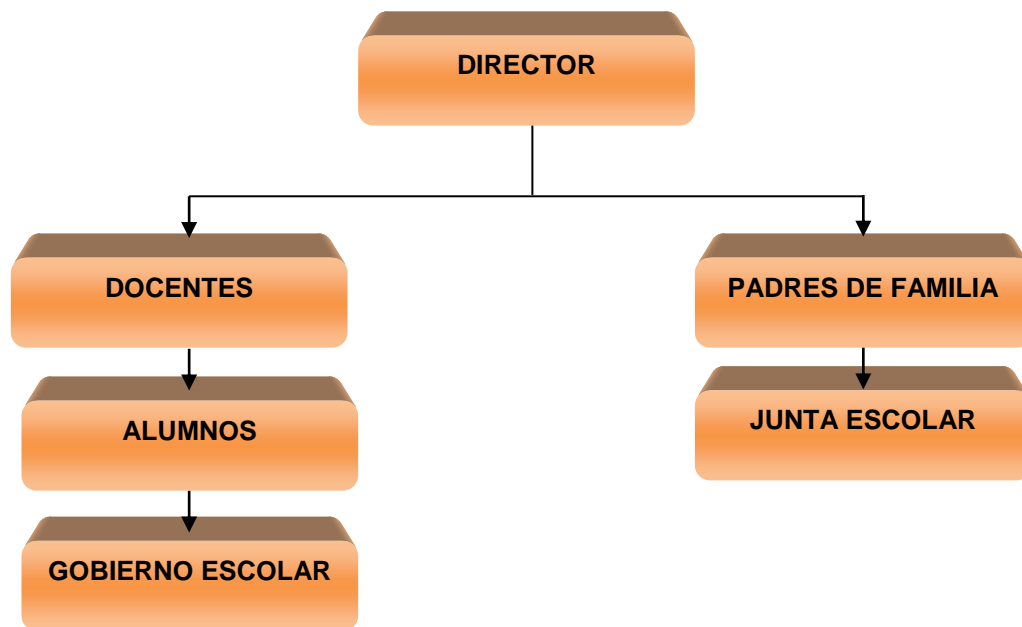 DIRECTOR
DOCENTES
PADRES DE FAMILIA
ALUMNOS
JUNTA ESCOLAR
GOBIERNO ESCOLAR